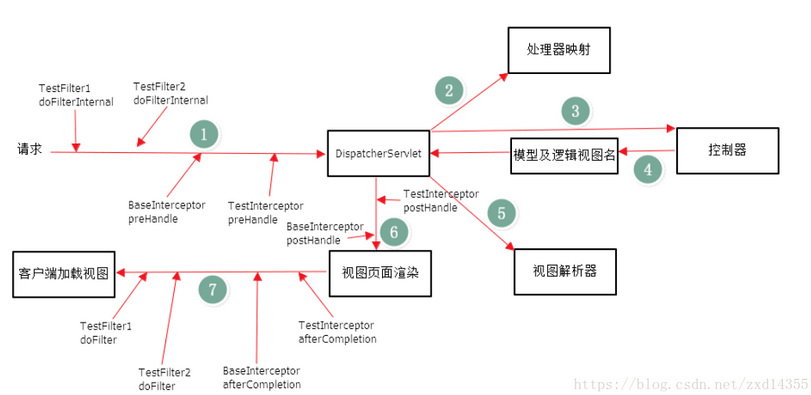 处理器映射
TestFilter1
doFilterInternal
TestFilter2
doFilterInternal
2
3
1
请求
DispatcherServlet
模型及逻辑视图名
控制器
4
BaseInterceptor
preHandle
TestInterceptor
preHandle
TestInterceptor
postHandle
BaseInterceptor
postHandle
5
6
客户端加载视图
视图页面渲染
视图解析器
7
TestFilter1
doFilter
TestInterceptor
afterCompletion
TestFilter2
doFilter
BaseInterceptor
afterCompletion
https://blog.csdn.net/zxd14355